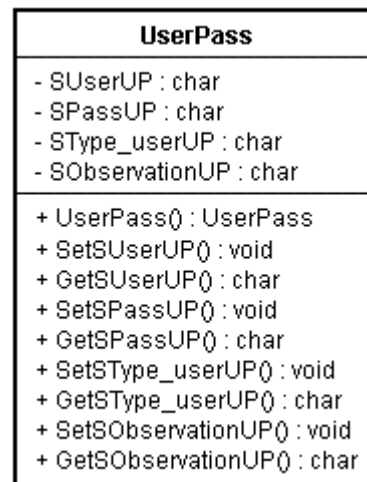 UserPass
- SUserUP : char
- SPassUP : char
- SType_userUP : char
- SObservationUP : char
+ UserPass() : UserPass
+ SetSUserUP() : void
+ GetSUserUP() : char
+ SetSPassUP() : void
+ GetSPassUP() : char
+ SetSType_userUP() : void
+ GetSType_userUP() : char
+ SetSObservationUP() : void
+ GetSObservationUP() : char